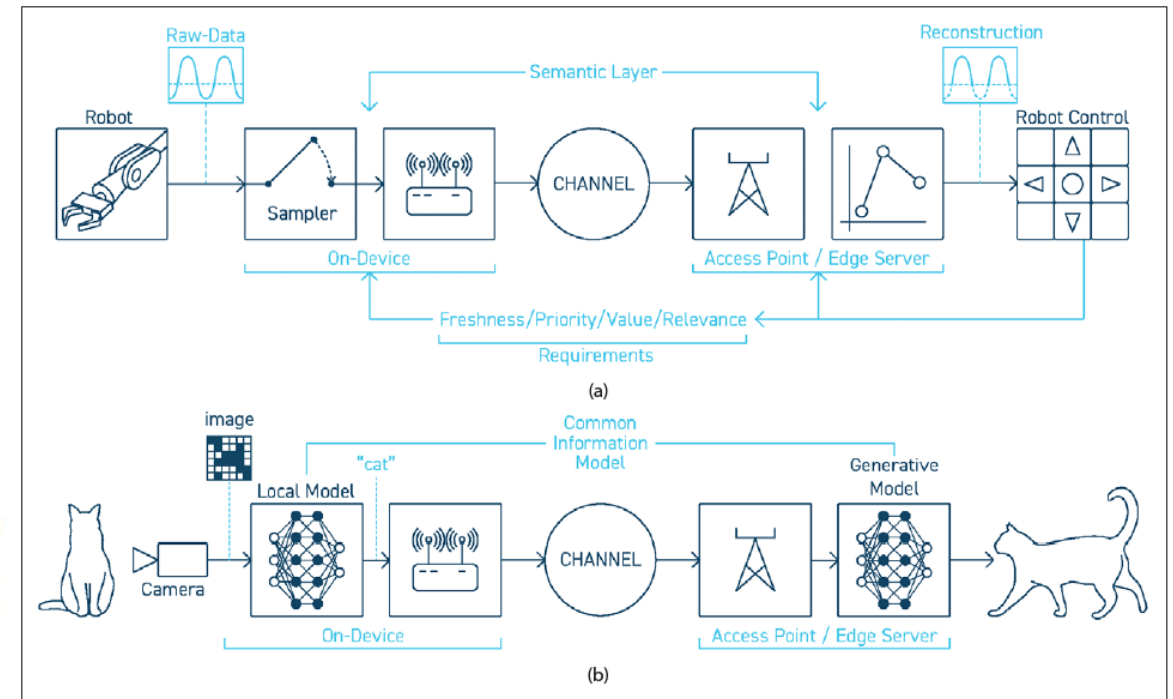 Raw-Data
Reconstruction
Semantic Layer
Robot
Robot Control
Sampler
CHANNEL
On-Device
Access Point / Edge Server
Freshness/Priority/Value/Relevance
Requirements
(a)
image
Common
Information
Model
"cat"
Local Model
Generative
Model
CHANNEL
Camera
On-Device
Access Point / Edge Server
(b)